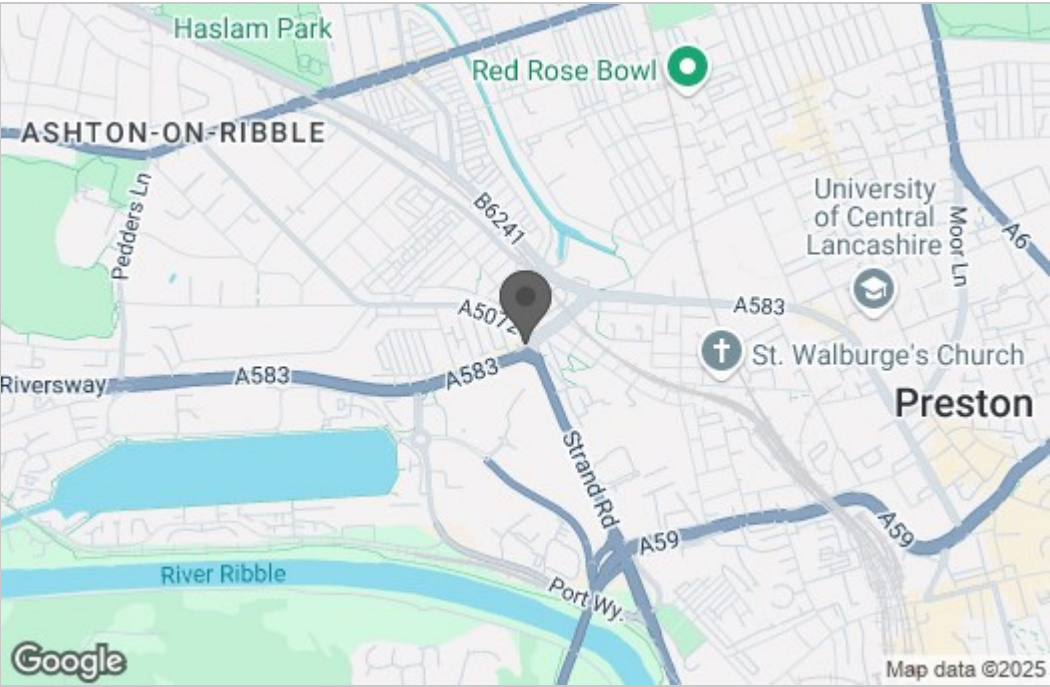 Haslam Park
Red Rose Bowl
ASHTON-ON-RIBBLE
Pedders Ln
B6241
University
of Central
Lancashire
Moor Ln
A6
A5072
A583
St. Walburge's Church
Riversway
A583
A583
Preston
Strand Rd
A59
A59
River Ribble
Port Wy.
Google
Map data ©2025